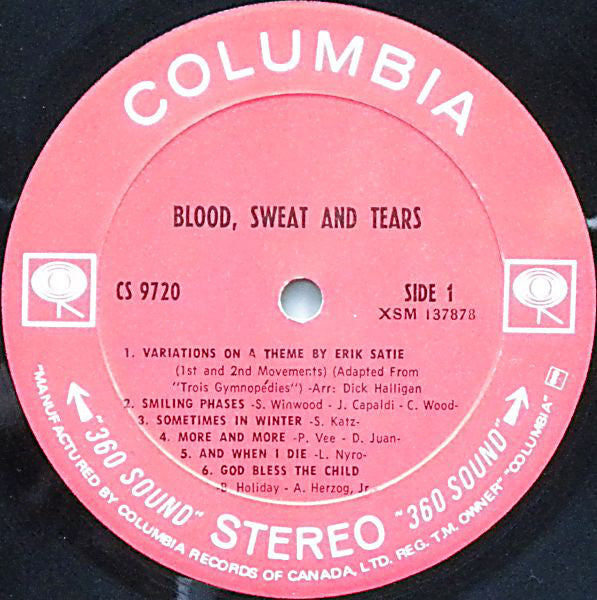 COLUMBIA
BLOOD, SWEAT AND TEARS
CS 9720
SIDE 1
XSM 137878
1. VARIATIONS ON A THEME BY ERIK SATIE
(1st and 2nd Movements) (Adapted From
"Trois Gymnopédies") -Arr: Dick Halligan
2. SMILING PHASES -S. Winwood - J. Capaldi - C. Wood-
3. SOMETIMES IN WINTER -S. Katz-
4. MORE AND MORE -P. Vee - D. Juan-
5. AND WHEN I DIE -L. Nyro-
6. GOD BLESS THE CHILD
-B. Holiday - A. Herzog, Jr.
"360 SOUND" STEREO "360 SOUND"
"MANUFACTURED BY COLUMBIA RECORDS OF CANADA, LTD. REG. T.M. OWNER" "COLUMBIA"